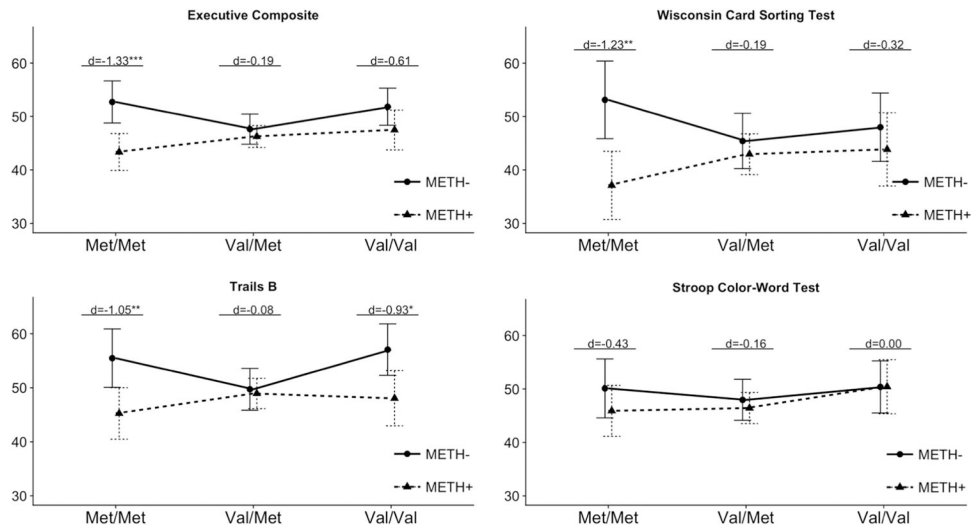 Executive Composite
d=-1.33*** d=-0.19 d=-0.61
60
50
40
30
METH-
METH+
Met/Met Val/Met Val/Val
Wisconsin Card Sorting Test
d=-1.23** d=-0.19 d=-0.32
60
50
40
30
METH-
METH+
Met/Met Val/Met Val/Val
Trails B
d=-1.05** d=-0.08 d=-0.93*
60
50
40
30
METH-
METH+
Met/Met Val/Met Val/Val
Stroop Color-Word Test
d=-0.43 d=-0.16 d=0.00
60
50
40
30
METH-
METH+
Met/Met Val/Met Val/Val